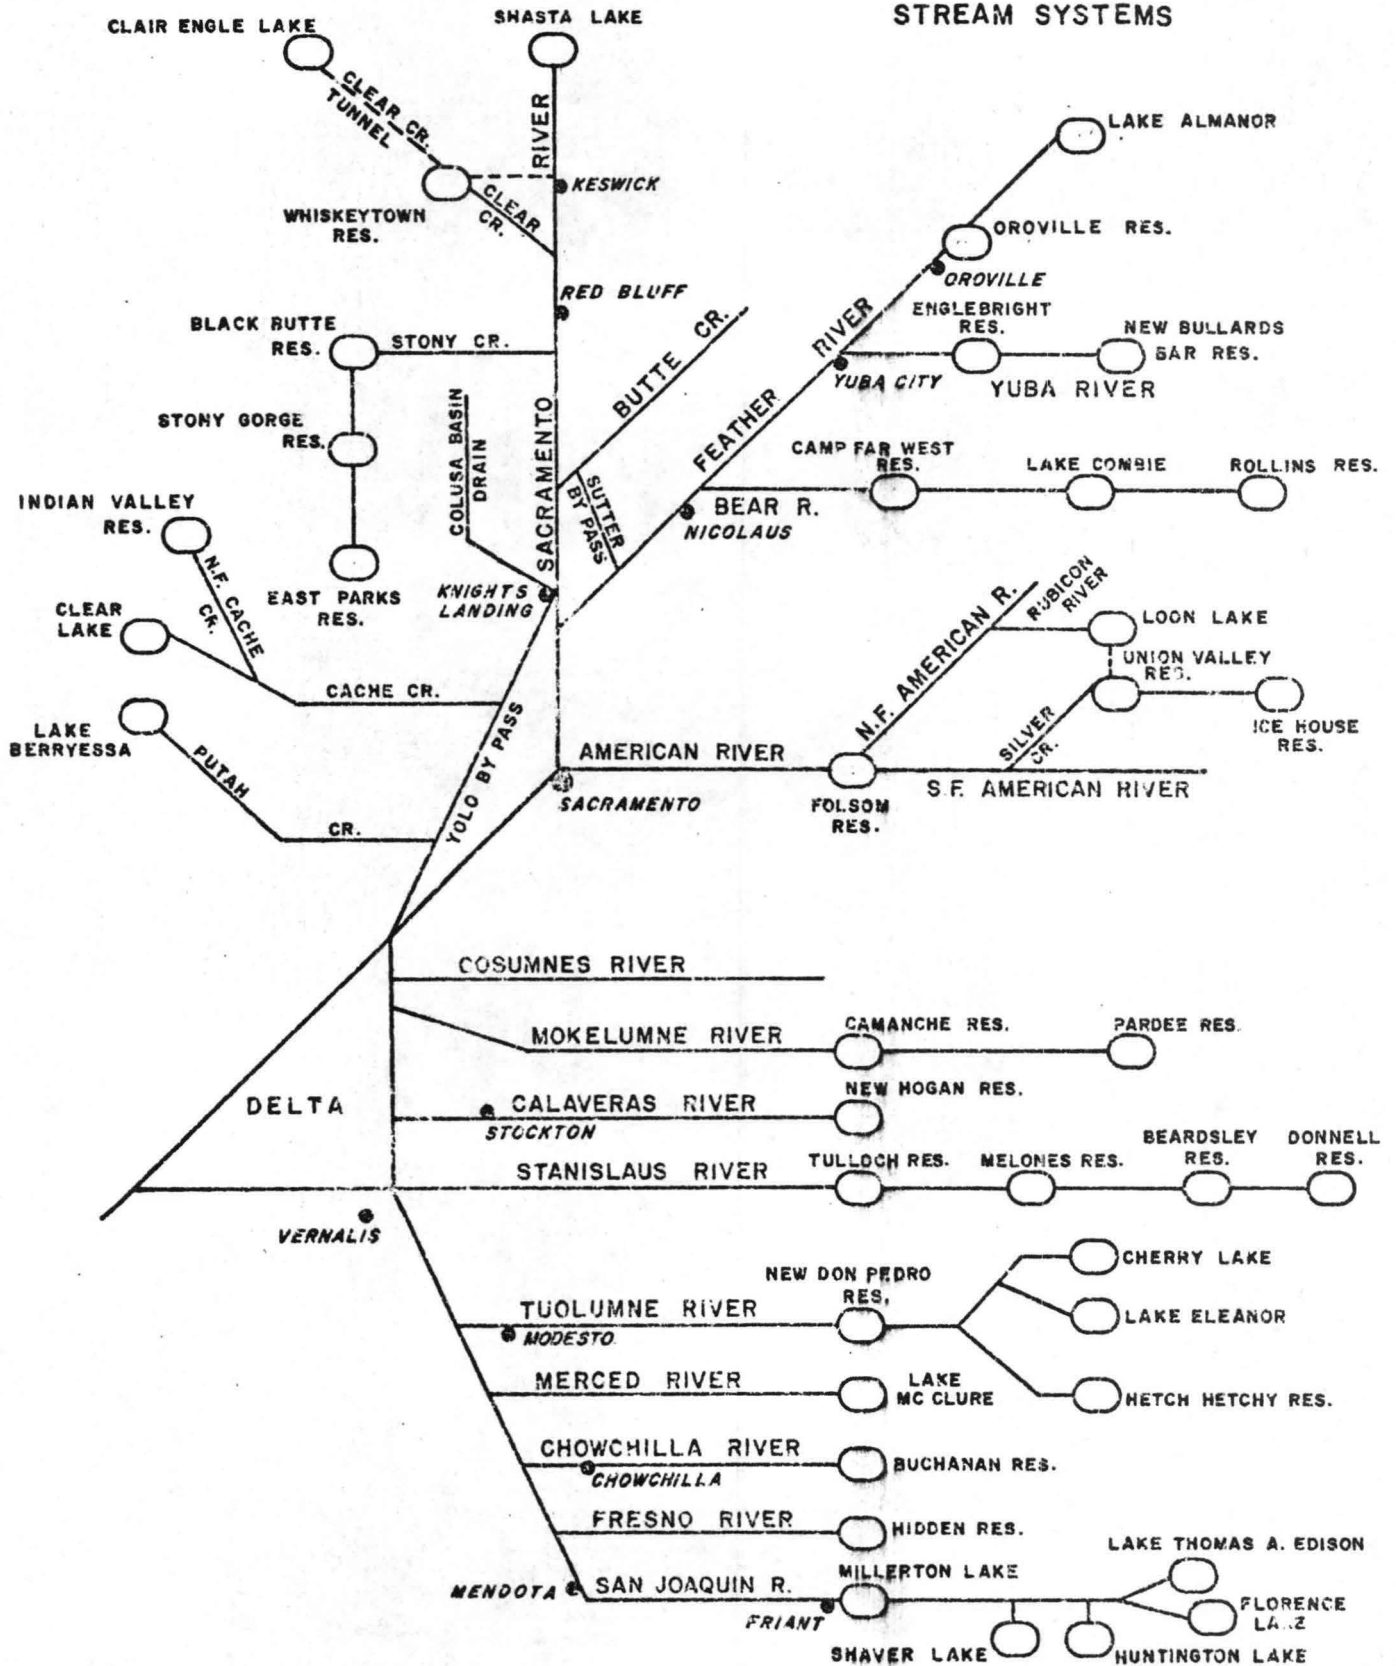 STREAM SYSTEMS
CLAIR ENGLE LAKE
SHASTA LAKE
CLEAR CR.
TUNNEL
RIVER
LAKE ALMANOR
KESWICK
CLEAR
CR.
WHISKEYTOWN
RES.
OROVILLE RES.
OROVILLE
RED BLUFF
BUTTE CR.
RIVER
ENGLEBRIGHT
RES.
NEW BULLARDS
BAR RES.
BLACK BUTTE
RES.
STONY CR.
YUBA CITY
YUBA RIVER
COLUSA BASIN
DRAIN
SACRAMENTO
FEATHER
STONY GORGE
RES.
CAMP FAR WEST
RES.
LAKE COMBIE
ROLLINS RES.
SUTTER
BY PASS
BEAR R.
NICOLAUS
INDIAN VALLEY
RES.
N.F. CACHE
CR.
EAST PARKS
RES.
KNIGHTS
LANDING
CLEAR
LAKE
N.F. AMERICAN R.
RUBICON
RIVER
LOON LAKE
UNION VALLEY
RES.
CACHE CR.
SILVER
CR.
ICE HOUSE
RES.
LAKE
BERRYESSA
PUTAH
CR.
YOLO BY PASS
AMERICAN RIVER
SACRAMENTO
FOLSOM
RES.
S.F. AMERICAN RIVER
COSUMNES RIVER
MOKELUMNE RIVER
CAMANCHE RES.
PARDEE RES.
DELTA
CALAVERAS RIVER
STOCKTON
NEW HOGAN RES.
STANISLAUS RIVER
TULLOCH RES.
MELONES RES.
BEARDSLEY
RES.
DONNELL
RES.
VERNALIS
TUOLUMNE RIVER
MODESTO
NEW DON PEDRO
RES.
CHERRY LAKE
LAKE ELEANOR
HETCH HETCHY RES.
MERCED RIVER
LAKE
MC CLURE
CHOWCHILLA RIVER
CHOWCHILLA
BUCHANAN RES.
FRESNO RIVER
HIDDEN RES.
MENDOTA
SAN JOAQUIN R.
FRIANT
MILLERTON LAKE
LAKE THOMAS A. EDISON
FLORENCE
LAKE
SHAVER LAKE
HUNTINGTON LAKE